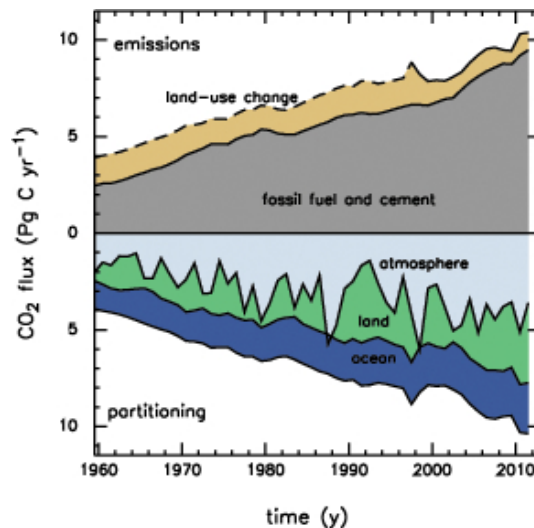 10
emissions
land-use change
5
fossil fuel and cement
0
CO2 flux (Pg C yr−1)
atmosphere
land
5
ocean
10
partitioning
1960 1970 1980 1990 2000 2010
time (y)